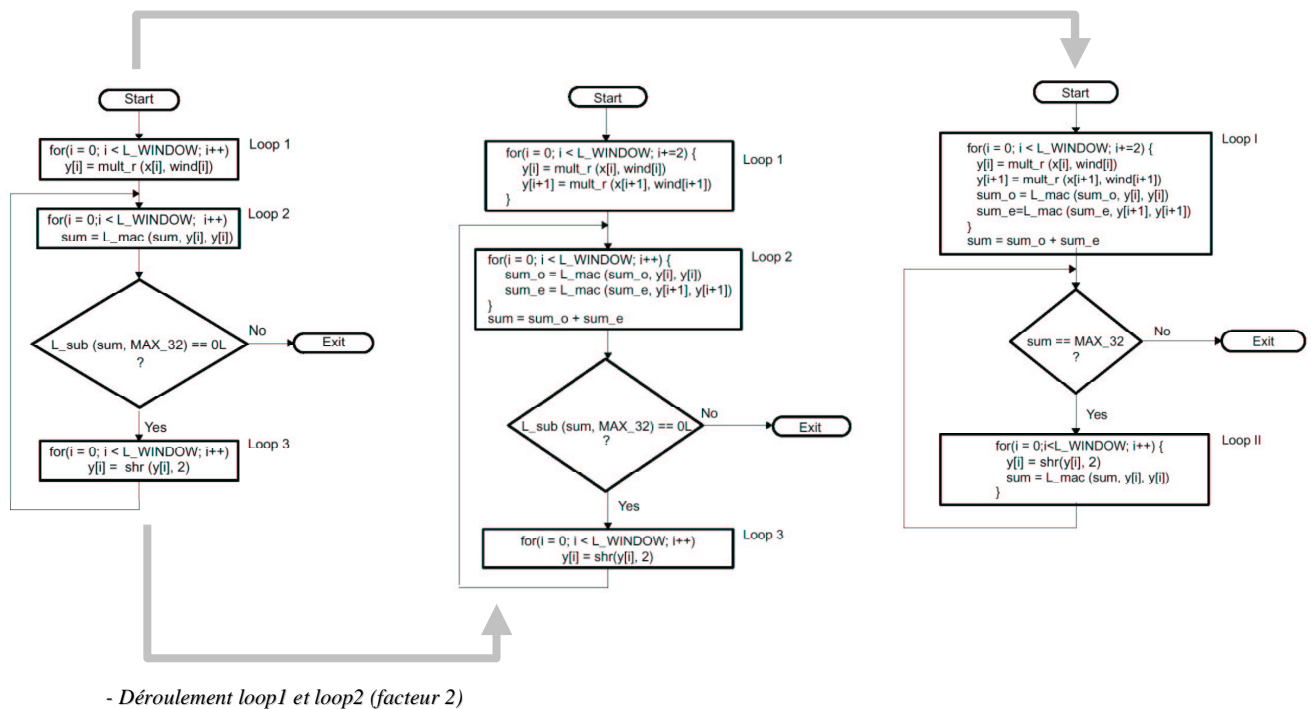 Start
for(i = 0; i < L_WINDOW; i++)
y[i] = mult_r (x[i], wind[i])
Loop 1
for(i = 0;i < L_WINDOW; i++)
sum = L_mac (sum, y[i], y[i])
Loop 2
L_sub (sum, MAX_32) == 0L
?
No
Exit
Yes
for(i = 0; i < L_WINDOW; i++)
y[i] = shr (y[i], 2)
Loop 3
Start
for(i = 0; i < L_WINDOW; i+=2) {
y[i] = mult_r (x[i], wind[i])
y[i+1] = mult_r (x[i+1], wind[i+1])
}
Loop 1
for(i = 0; i < L_WINDOW; i++) {
sum_o = L_mac (sum_o, y[i], y[i])
sum_e = L_mac (sum_e, y[i+1], y[i+1])
}
sum = sum_o + sum_e
Loop 2
L_sub (sum, MAX_32) == 0L
?
No
Exit
Yes
for(i = 0; i < L_WINDOW; i++)
y[i] = shr(y[i], 2)
Loop 3
Start
for(i = 0; i < L_WINDOW; i+=2) {
y[i] = mult_r (x[i], wind[i])
y[i+1] = mult_r (x[i+1], wind[i+1])
sum_o = L_mac (sum_o, y[i], y[i])
sum_e=L_mac (sum_e, y[i+1], y[i+1])
}
sum = sum_o + sum_e
Loop I
sum == MAX_32
?
No
Exit
Yes
for(i = 0;i<L_WINDOW; i++) {
y[i] = shr(y[i], 2)
sum = L_mac (sum, y[i], y[i])
}
Loop II
- Déroulement loop1 et loop2 (facteur 2)